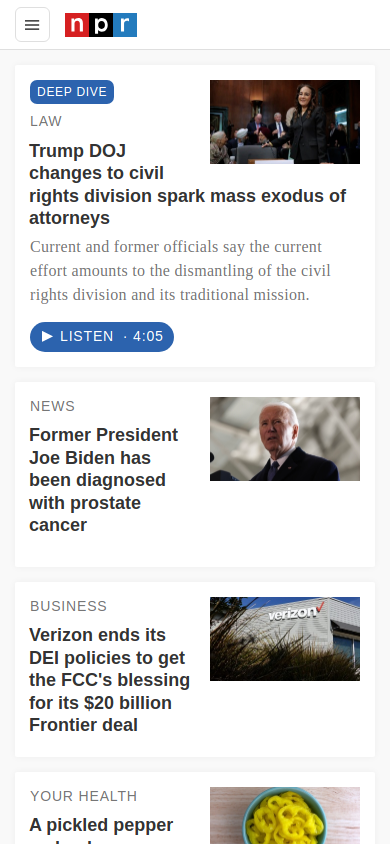 npr
DEEP DIVE
LAW
Trump DOJ
changes to civil
rights division spark mass exodus of
attorneys
Current and former officials say the current
effort amounts to the dismantling of the civil
rights division and its traditional mission.
LISTEN · 4:05
NEWS
Former President
Joe Biden has
been diagnosed
with prostate
cancer
BUSINESS
verizon
Verizon ends its
DEI policies to get
the FCC's blessing
for its $20 billion
Frontier deal
YOUR HEALTH
A pickled pepper